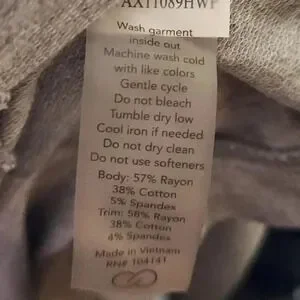 AX11089HWF
Wash garment
inside out
Machine wash cold
with like colors
Gentle cycle
Do not bleach
Tumble dry low
Cool iron if needed
Do not dry clean
Do not use softeners
Body: 57% Rayon
38% Cotton
5% Spandex
Trim: 58% Rayon
38% Cotton
4% Spandex
Made in Vietnam
RN# 104141